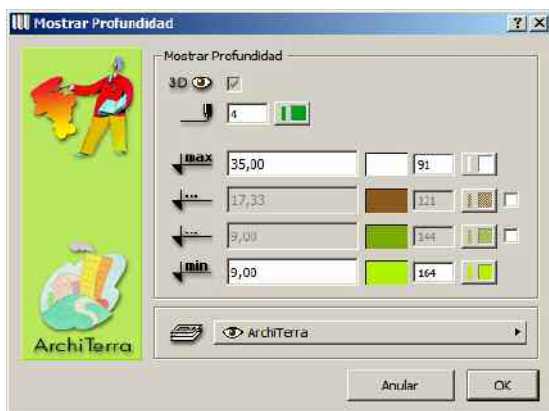 Mostrar Profundidad
Mostrar Profundidad
3D
4
max 35,00 91
... 17,33 121
... 9,00 144
min 9,00 164
ArchiTerra
ArchiTerra
Anular OK